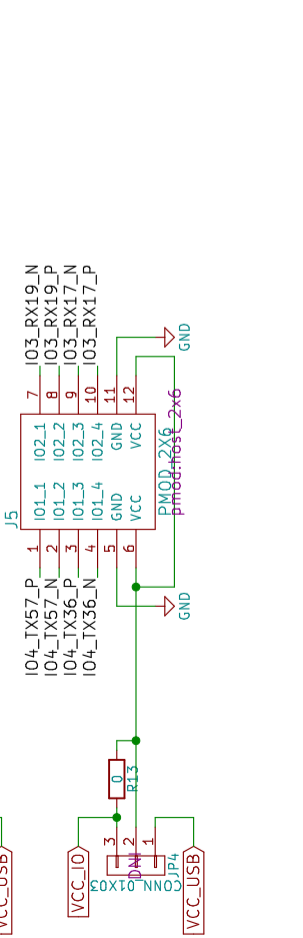 IO3_RX19_N
IO3_RX19_P
IO3_RX17_N
IO3_RX17_P
GND
7
8
9
10
11
12
IO2_1
IO2_2
IO2_3
IO2_4
GND
VCC
IO1_1
IO1_2
IO1_3
IO1_4
GND
VCC
J5
PMOD_2X6
pmod:host_2x6
1
2
3
4
5
6
IO4_TX57_P
IO4_TX57_N
IO4_TX36_P
IO4_TX36_N
GND
0
R13
3
2
1
DNI
JP4
CONN_01X03
VCC_IO
VCC_USB
VCC_USB